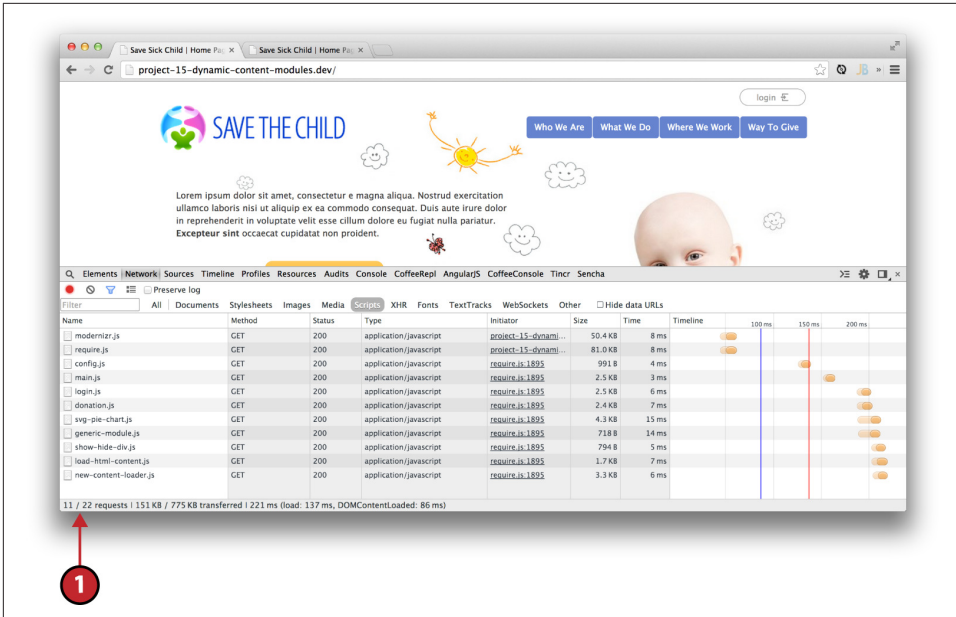 Save Sick Child | Home Pag × Save Sick Child | Home Pag ×
project-15-dynamic-content-modules.dev/
JB »
login
SAVE THE CHILD
Who We Are What We Do Where We Work Way To Give
Lorem ipsum dolor sit amet, consectetur e magna aliqua. Nostrud exercitation
ullamco laboris nisi ut aliquip ex ea commodo consequat. Duis aute irure dolor
in reprehenderit in voluptate velit esse cillum dolore eu fugiat nulla pariatur.
Excepteur sint occaecat cupidatat non proident.
Elements Network Sources Timeline Profiles Resources Audits Console CoffeeRepl AngularJS CoffeeConsole Tincr Sencha
Preserve log
Filter All Documents Stylesheets Images Media Scripts XHR Fonts TextTracks WebSockets Other Hide data URLs
Name Method Status Type Initiator Size Time Timeline 100 ms 150 ms 200 ms
modernizr.js GET 200 application/javascript project-15-dynami... 50.4 KB 8 ms
require.js GET 200 application/javascript project-15-dynami... 81.0 KB 8 ms
config.js GET 200 application/javascript require.js:1895 991 B 4 ms
main.js GET 200 application/javascript require.js:1895 2.5 KB 3 ms
login.js GET 200 application/javascript require.js:1895 2.5 KB 6 ms
donation.js GET 200 application/javascript require.js:1895 2.4 KB 7 ms
svg-pie-chart.js GET 200 application/javascript require.js:1895 4.3 KB 15 ms
generic-module.js GET 200 application/javascript require.js:1895 718 B 14 ms
show-hide-div.js GET 200 application/javascript require.js:1895 794 B 5 ms
load-html-content.js GET 200 application/javascript require.js:1895 1.7 KB 7 ms
new-content-loader.js GET 200 application/javascript require.js:1895 3.3 KB 6 ms
11 / 22 requests | 151 KB / 775 KB transferred | 221 ms (load: 137 ms, DOMContentLoaded: 86 ms)
1